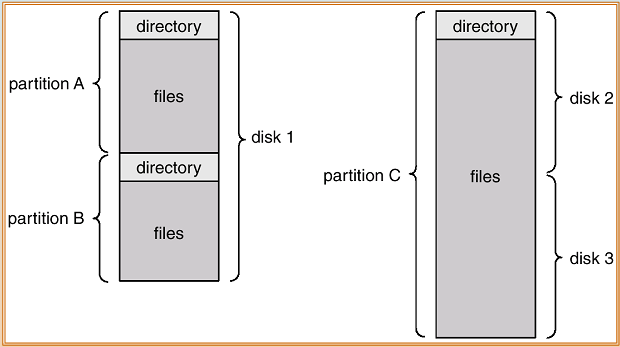 directory
partition A
files
disk 1
directory
partition B
files
directory
disk 2
partition C
files
disk 3